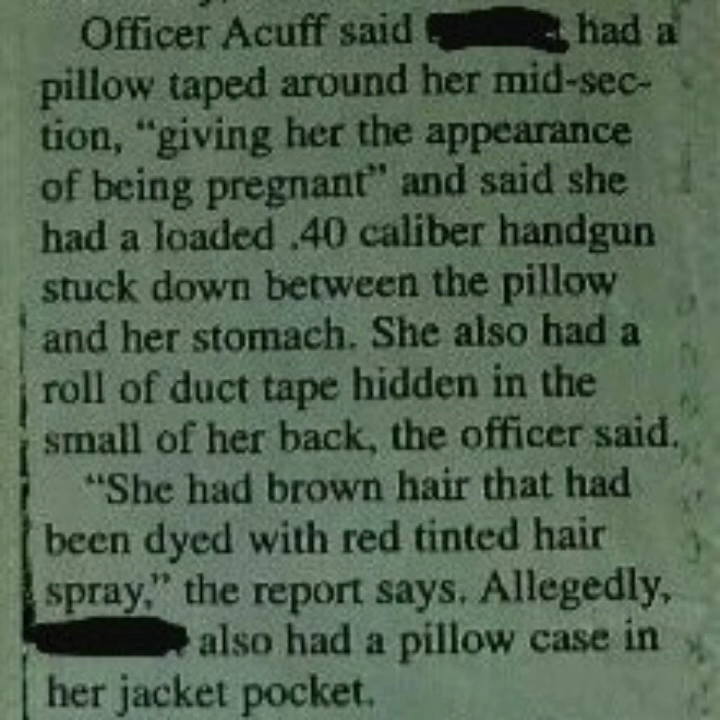 Officer Acuff said had a
pillow taped around her mid-sec-
tion, “giving her the appearance
of being pregnant” and said she
had a loaded .40 caliber handgun
stuck down between the pillow
and her stomach. She also had a
roll of duct tape hidden in the
small of her back, the officer said.
“She had brown hair that had
been dyed with red tinted hair
spray,” the report says. Allegedly,
also had a pillow case in
her jacket pocket.